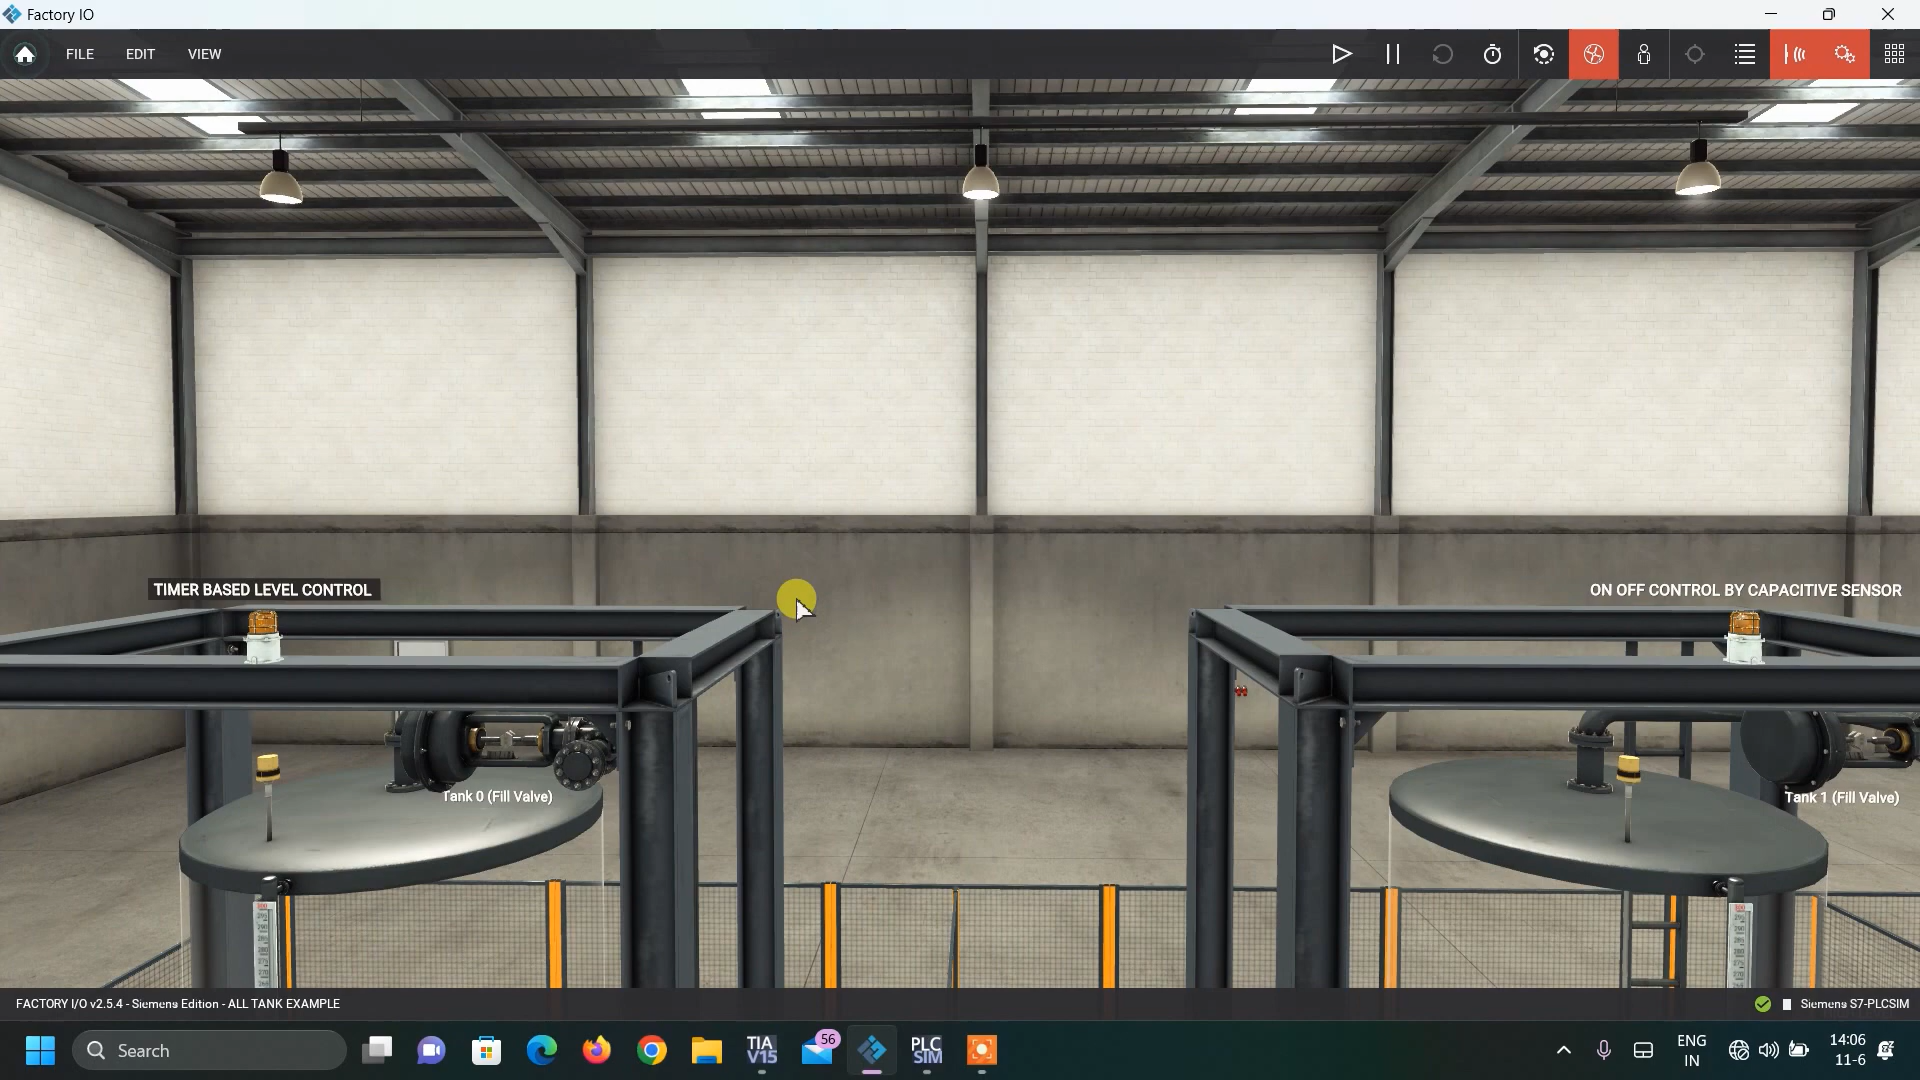 Factory IO
FILE EDIT VIEW
TIMER BASED LEVEL CONTROL
ON OFF CONTROL BY CAPACITIVE SENSOR
Tank 0 (Fill Valve)
Tank 1 (Fill Valve)
300
300
FACTORY I/O v2.5.4 - Siemens Edition - ALL TANK EXAMPLE
Siemens S7-PLCSIM
Search
TIA
V15
56
PLC
SIM
ENG
IN
14:06
11-6